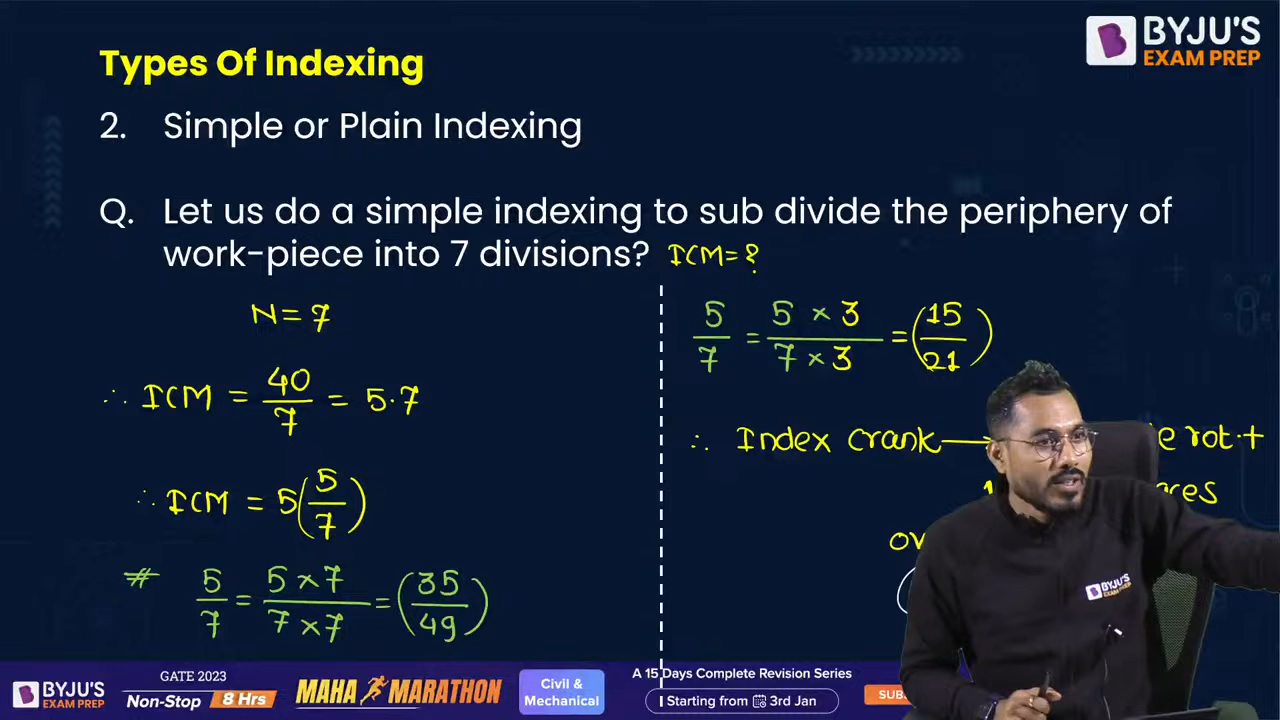 BYJU'S
EXAM PREP
Types Of Indexing
2. Simple or Plain Indexing
Q. Let us do a simple indexing to sub divide the periphery of
work-piece into 7 divisions? ICM=?
N = 7
∴ ICM = 40/7 = 5.7
∴ ICM = 5(5/7)
# 5/7 = 5×7/7×7 = (35/49)
5/7 = 5×3/7×3 = (15/21)
∴ Index crank → rot+
BYJU'S
EXAM PREP
BYJU'S
EXAM PREP
GATE 2023
Non-Stop 8 Hrs
MAHA MARATHON
Civil &
Mechanical
A 15 Days Complete Revision Series
Starting from 3rd Jan